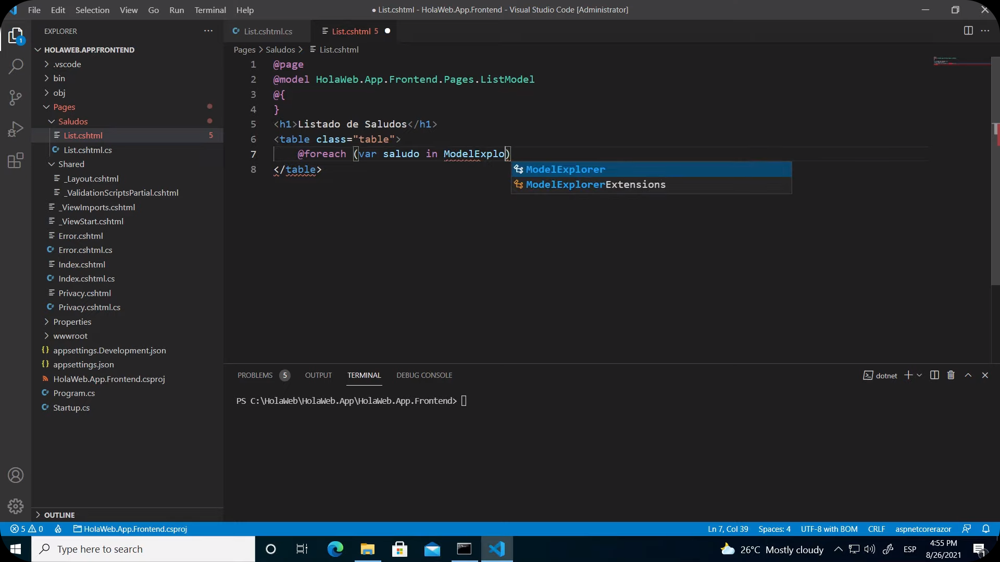 File Edit Selection View Go Run Terminal Help
● List.cshtml - HolaWeb.App.Frontend - Visual Studio Code [Administrator]
EXPLORER
HOLAWEB.APP.FRONTEND
.vscode
bin
obj
Pages
Saludos
List.cshtml 5
List.cshtml.cs
Shared
_Layout.cshtml
_ValidationScriptsPartial.cshtml
_ViewImports.cshtml
_ViewStart.cshtml
Error.cshtml
Error.cshtml.cs
Index.cshtml
Index.cshtml.cs
Privacy.cshtml
Privacy.cshtml.cs
Properties
wwwroot
appsettings.Development.json
appsettings.json
HolaWeb.App.Frontend.csproj
Program.cs
Startup.cs
OUTLINE
1
List.cshtml.cs List.cshtml 5
Pages > Saludos > List.cshtml
1 @page
2 @model HolaWeb.App.Frontend.Pages.ListModel
3 @{
4 }
5 <h1>Listado de Saludos</h1>
6 <table class="table">
7 @foreach (var saludo in ModelExplo)
8 </table>
ModelExplorer
ModelExplorerExtensions
PROBLEMS 5 OUTPUT TERMINAL DEBUG CONSOLE
dotnet
PS C:\HolaWeb\HolaWeb.App\HolaWeb.App.Frontend>
5 0 HolaWeb.App.Frontend.csproj
Ln 7, Col 39 Spaces: 4 UTF-8 with BOM CRLF aspnetcorerazor
Type here to search
26°C Mostly cloudy ESP
4:55 PM
8/26/2021
1